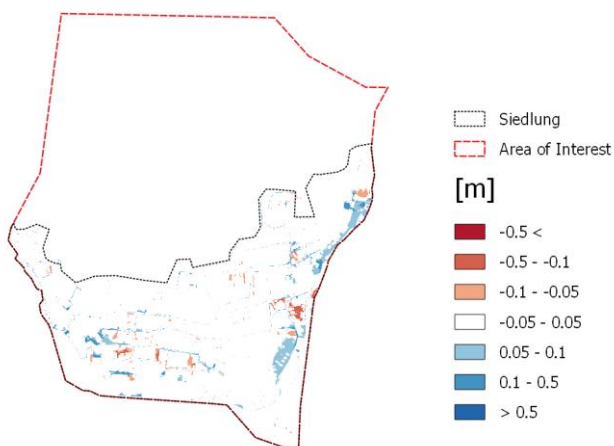 Siedlung
Area of Interest
[m]
-0.5 <
-0.5 - -0.1
-0.1 - -0.05
-0.05 - 0.05
0.05 - 0.1
0.1 - 0.5
> 0.5